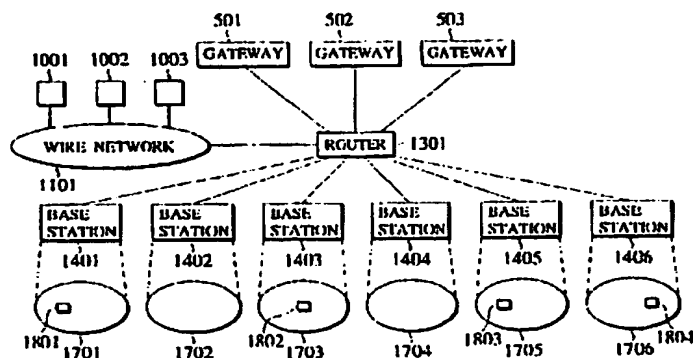 501 502 503
1001 1002 1003 GATEWAY GATEWAY GATEWAY
WIRE NETWORK ROUTER 1301
1101
BASE STATION BASE STATION BASE STATION BASE STATION BASE STATION BASE STATION
1401 1402 1403 1404 1405 1406
1801 1701 1702 1802 1703 1704 1803 1705 1706 1804